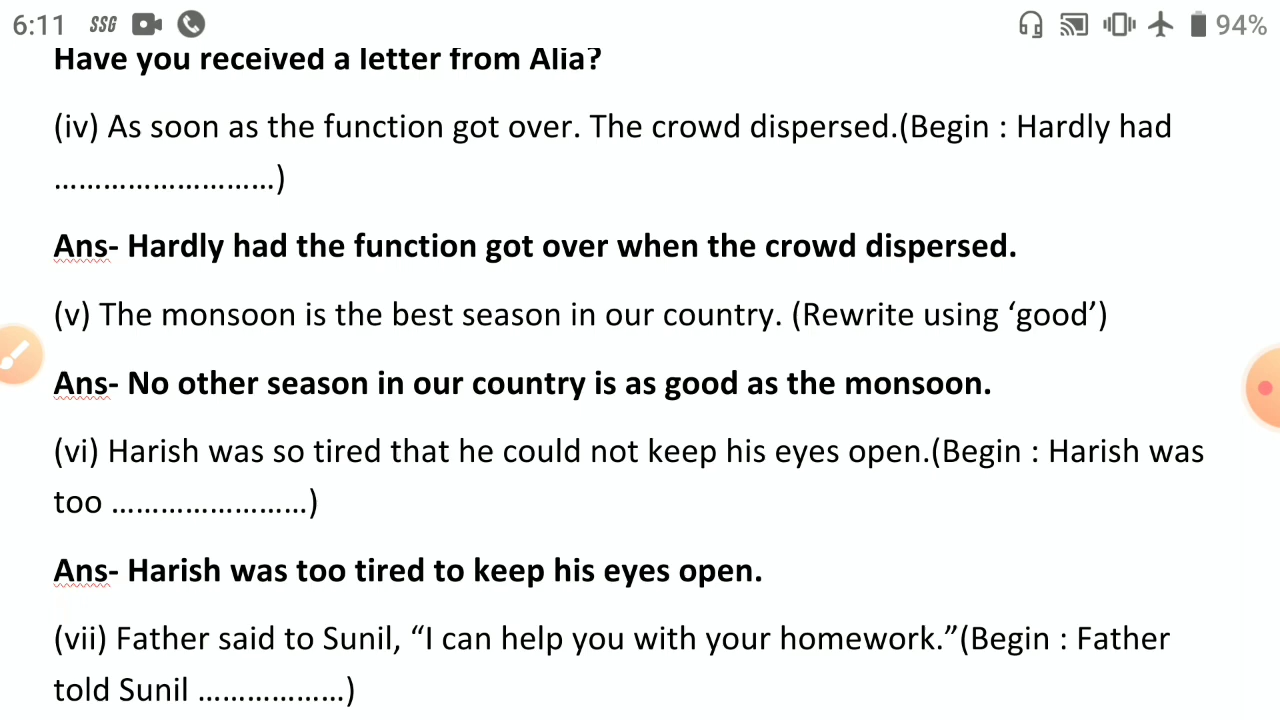 6:11 SSG 94%
Have you received a letter from Alia?
(iv) As soon as the function got over. The crowd dispersed.(Begin : Hardly had
………………………)
Ans- Hardly had the function got over when the crowd dispersed.
(v) The monsoon is the best season in our country. (Rewrite using ‘good’)
Ans- No other season in our country is as good as the monsoon.
(vi) Harish was so tired that he could not keep his eyes open.(Begin : Harish was
too ……………………)
Ans- Harish was too tired to keep his eyes open.
(vii) Father said to Sunil, “I can help you with your homework.”(Begin : Father
told Sunil ………………)